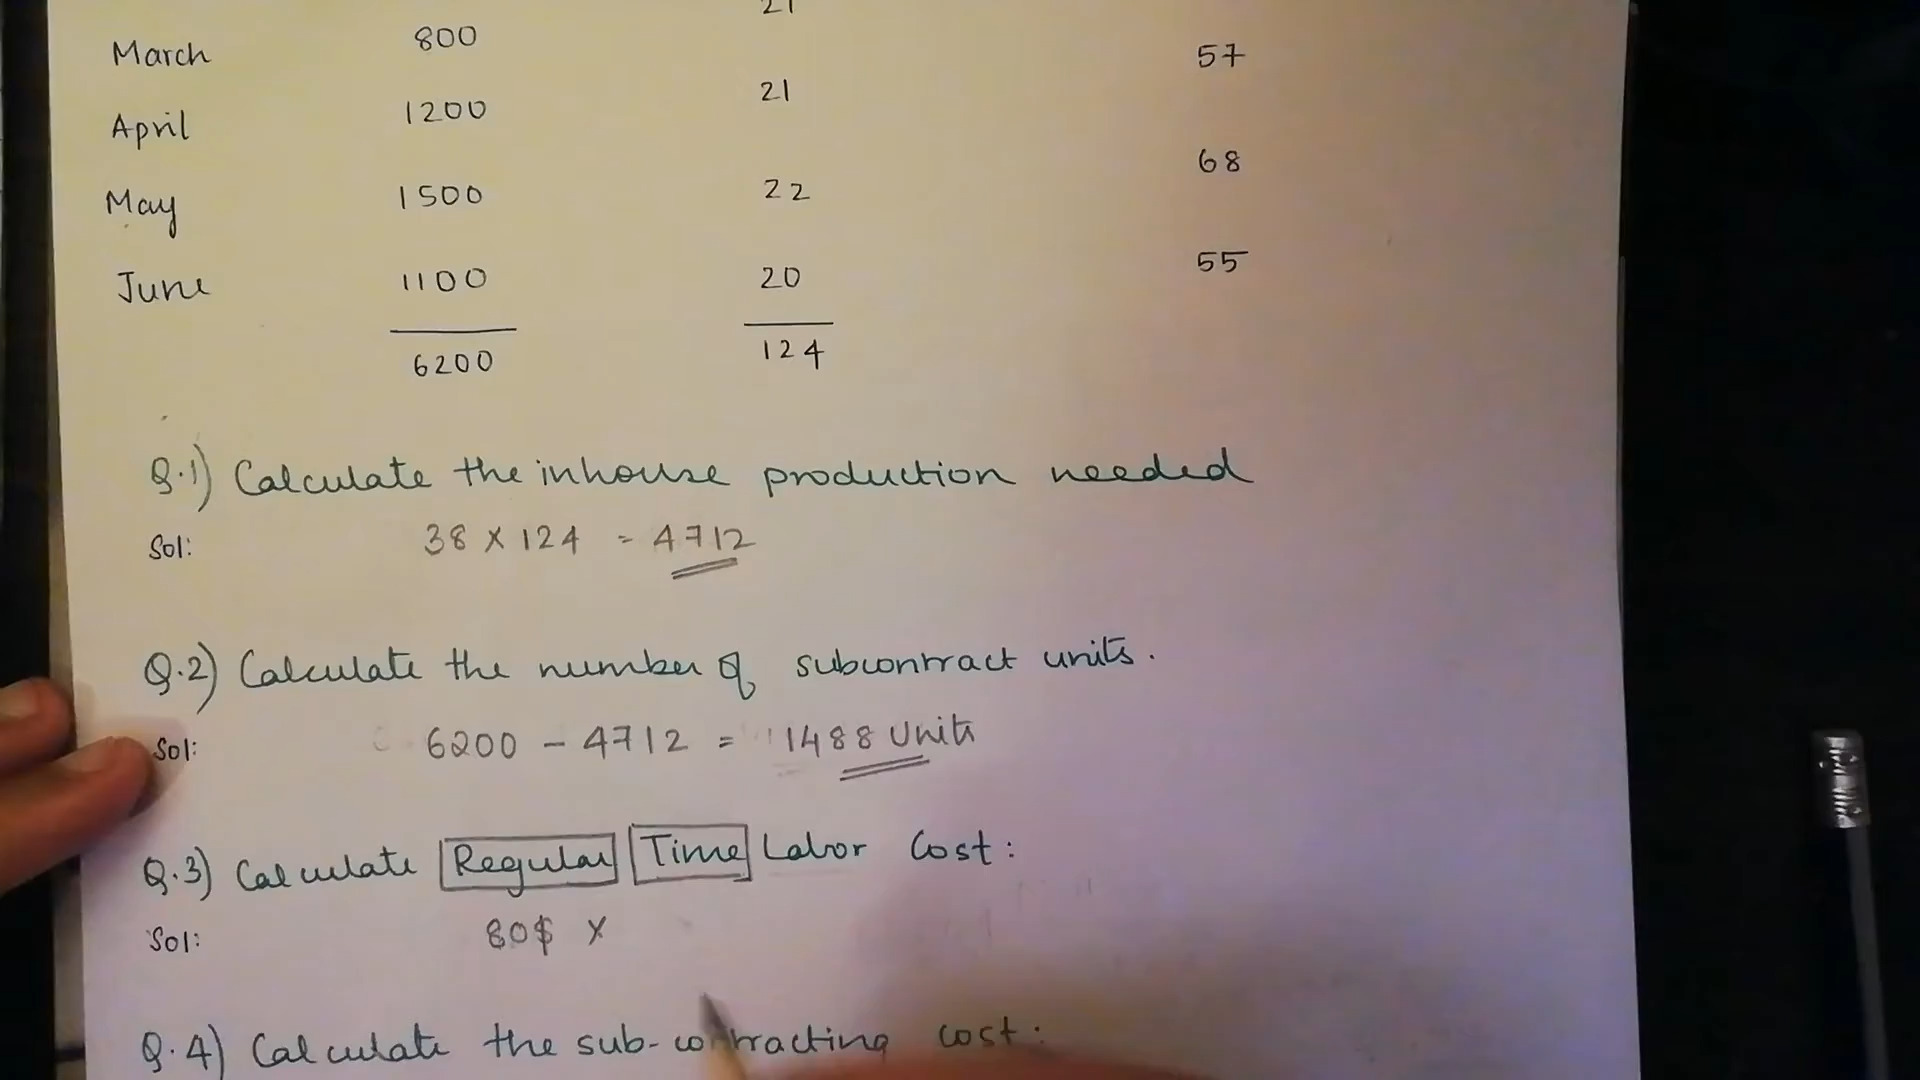 21
March 800 57
April 1200 21
May 1500 22 68
June 1100 20 55
6200 124
Q.1) Calculate the inhouse production needed
Sol: 38 X 124 = 4712
Q.2) Calculate the number of subcontract units.
Sol: 6200 - 4712 = 1488 Units
Q.3) Calculate Regular Time Labor Cost:
Sol: 80$ X
Q.4) Calculate the sub-contracting cost: